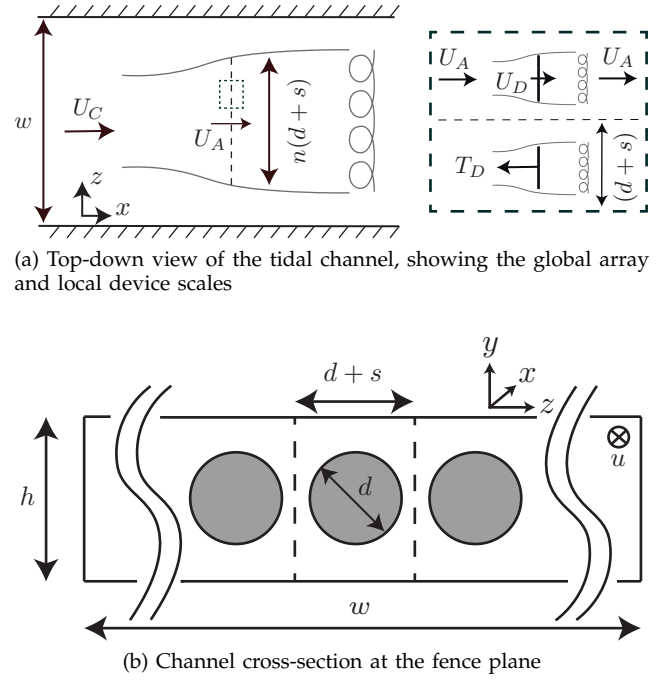 w
U_C
U_A
n(d + s)
z
x
U_A
U_D
U_A
T_D
(d + s)
(a) Top-down view of the tidal channel, showing the global array
and local device scales
d + s
y
x
z
h
d
u
w
(b) Channel cross-section at the fence plane